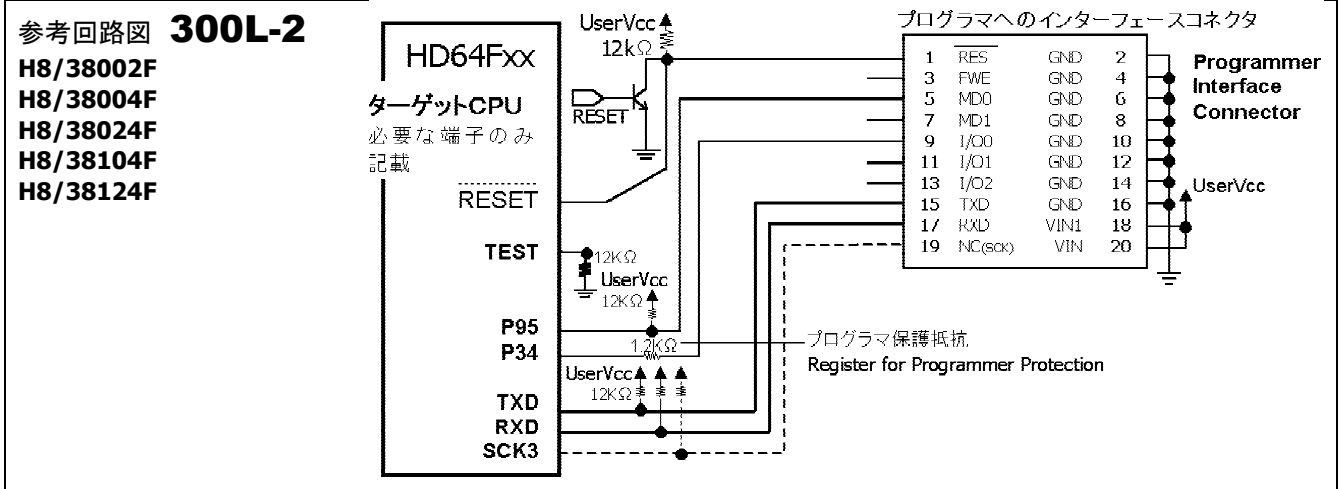 参考回路図 300L-2
H8/38002F
H8/38004F
H8/38024F
H8/38104F
H8/38124F
HD64Fxx
ターゲットCPU
必要な端子のみ
記載
RESET
TEST
P95
P34
TXD
RXD
SCK3
UserVcc
12kΩ
RESET
12KΩ
UserVcc
12KΩ
1.2KΩ
UserVcc
12KΩ
プログラマへのインターフェースコネクタ
1 RES GND 2
3 FWE GND 4
5 MD0 GND 6
7 MD1 GND 8
9 I/O0 GND 10
11 I/O1 GND 12
13 I/O2 GND 14
15 TXD GND 16
17 RXD VIN1 18
19 NC(SCK) VIN 20
Programmer
Interface
Connector
UserVcc
プログラマ保護抵抗
Register for Programmer Protection